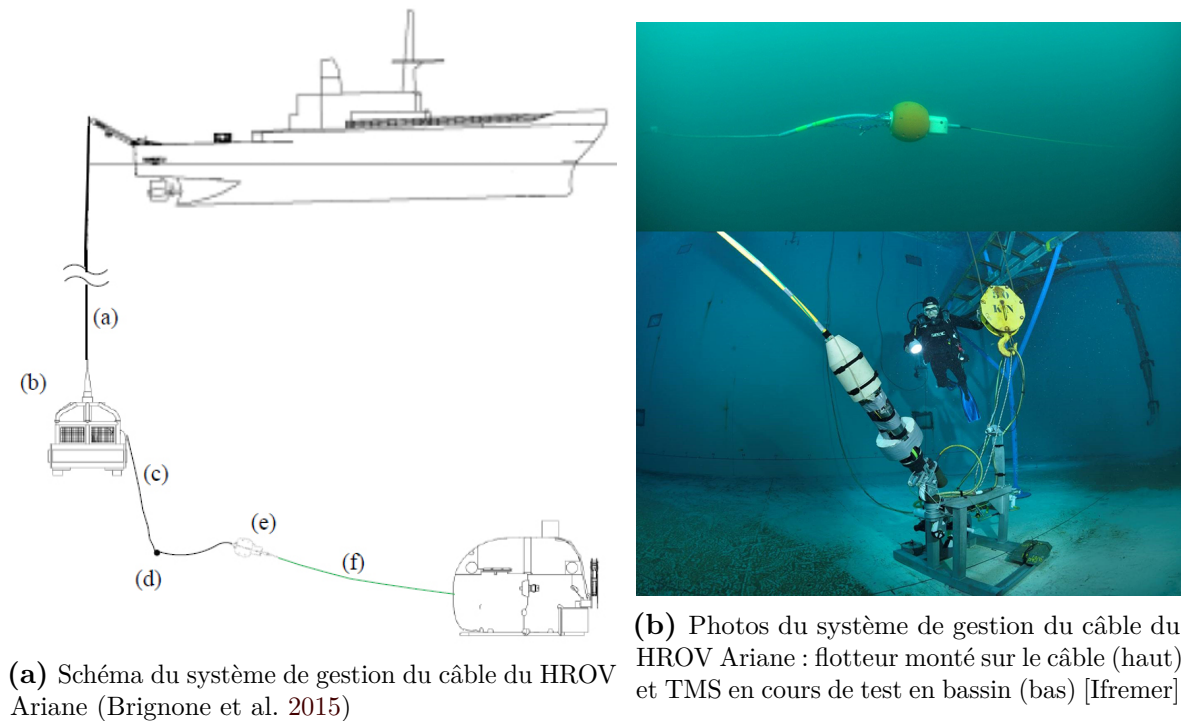 (a)
(b)
(c)
(d)
(e)
(f)
(a) Schéma du système de gestion du câble du HROV
Ariane (Brignone et al. 2015)
(b) Photos du système de gestion du câble du
HROV Ariane : flotteur monté sur le câble (haut)
et TMS en cours de test en bassin (bas) [Ifremer]